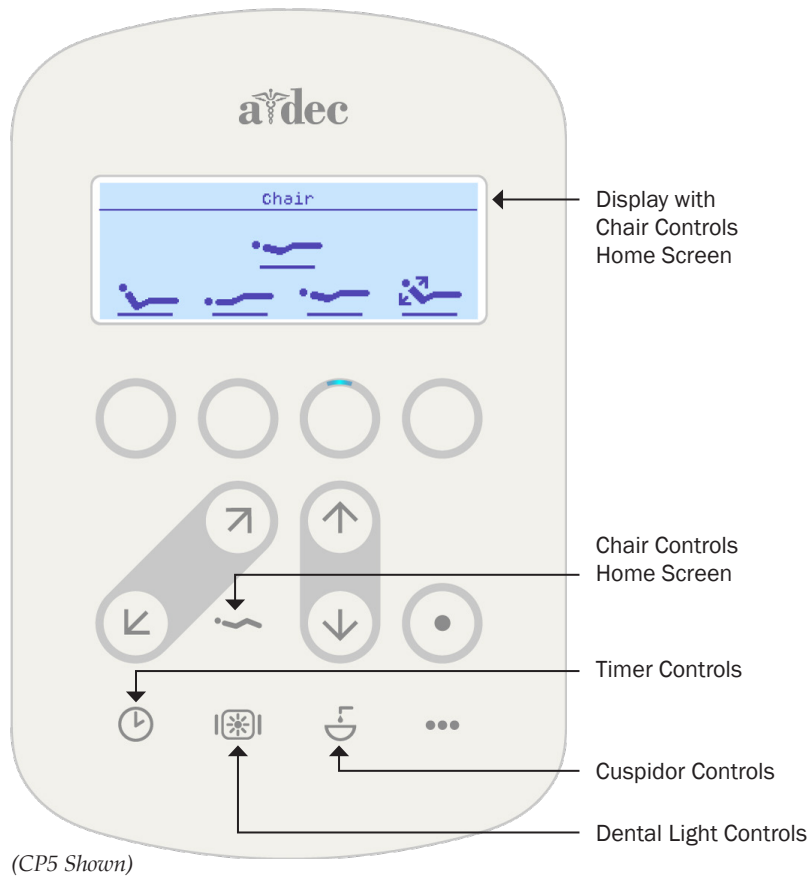 a dec
Chair
Display with
Chair Controls
Home Screen
Chair Controls
Home Screen
Timer Controls
Cuspidor Controls
Dental Light Controls
(CP5 Shown)